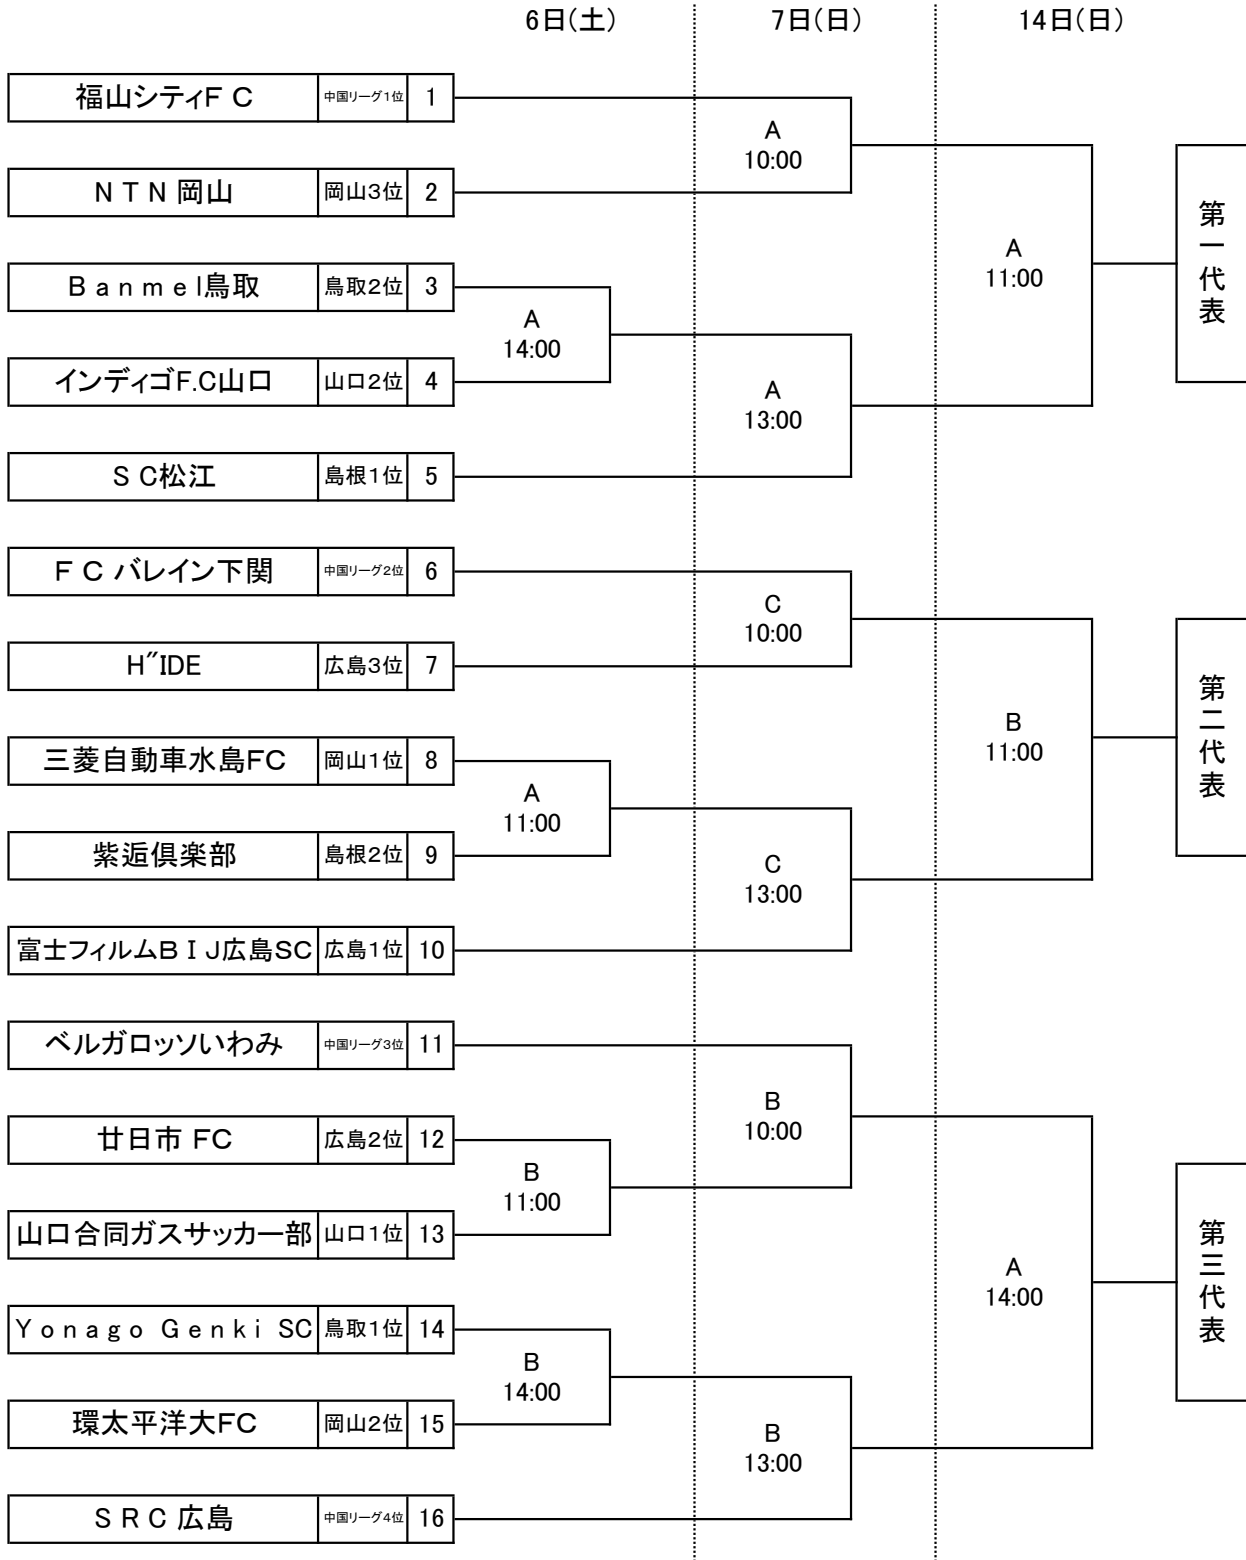 6日(土) 7日(日) 14日(日)
福山シティF C 中国リーグ1位 1
A
10:00
N T N 岡山 岡山3位 2
B a n m e l鳥取 鳥取2位 3
A
14:00
インディゴF.C山口 山口2位 4
A
13:00
S C松江 島根1位 5
A
11:00
第一代表
F C バレイン下関 中国リーグ2位 6
C
10:00
H″IDE 広島3位 7
三菱自動車水島FC 岡山1位 8
A
11:00
紫逅倶楽部 島根2位 9
C
13:00
富士フィルムB I J広島SC 広島1位 10
B
11:00
第二代表
ベルガロッソいわみ 中国リーグ3位 11
B
10:00
廿日市 FC 広島2位 12
B
11:00
山口合同ガスサッカー部 山口1位 13
Y o n a g o G e n k i SC 鳥取1位 14
B
14:00
環太平洋大FC 岡山2位 15
B
13:00
S R C 広島 中国リーグ4位 16
A
14:00
第三代表